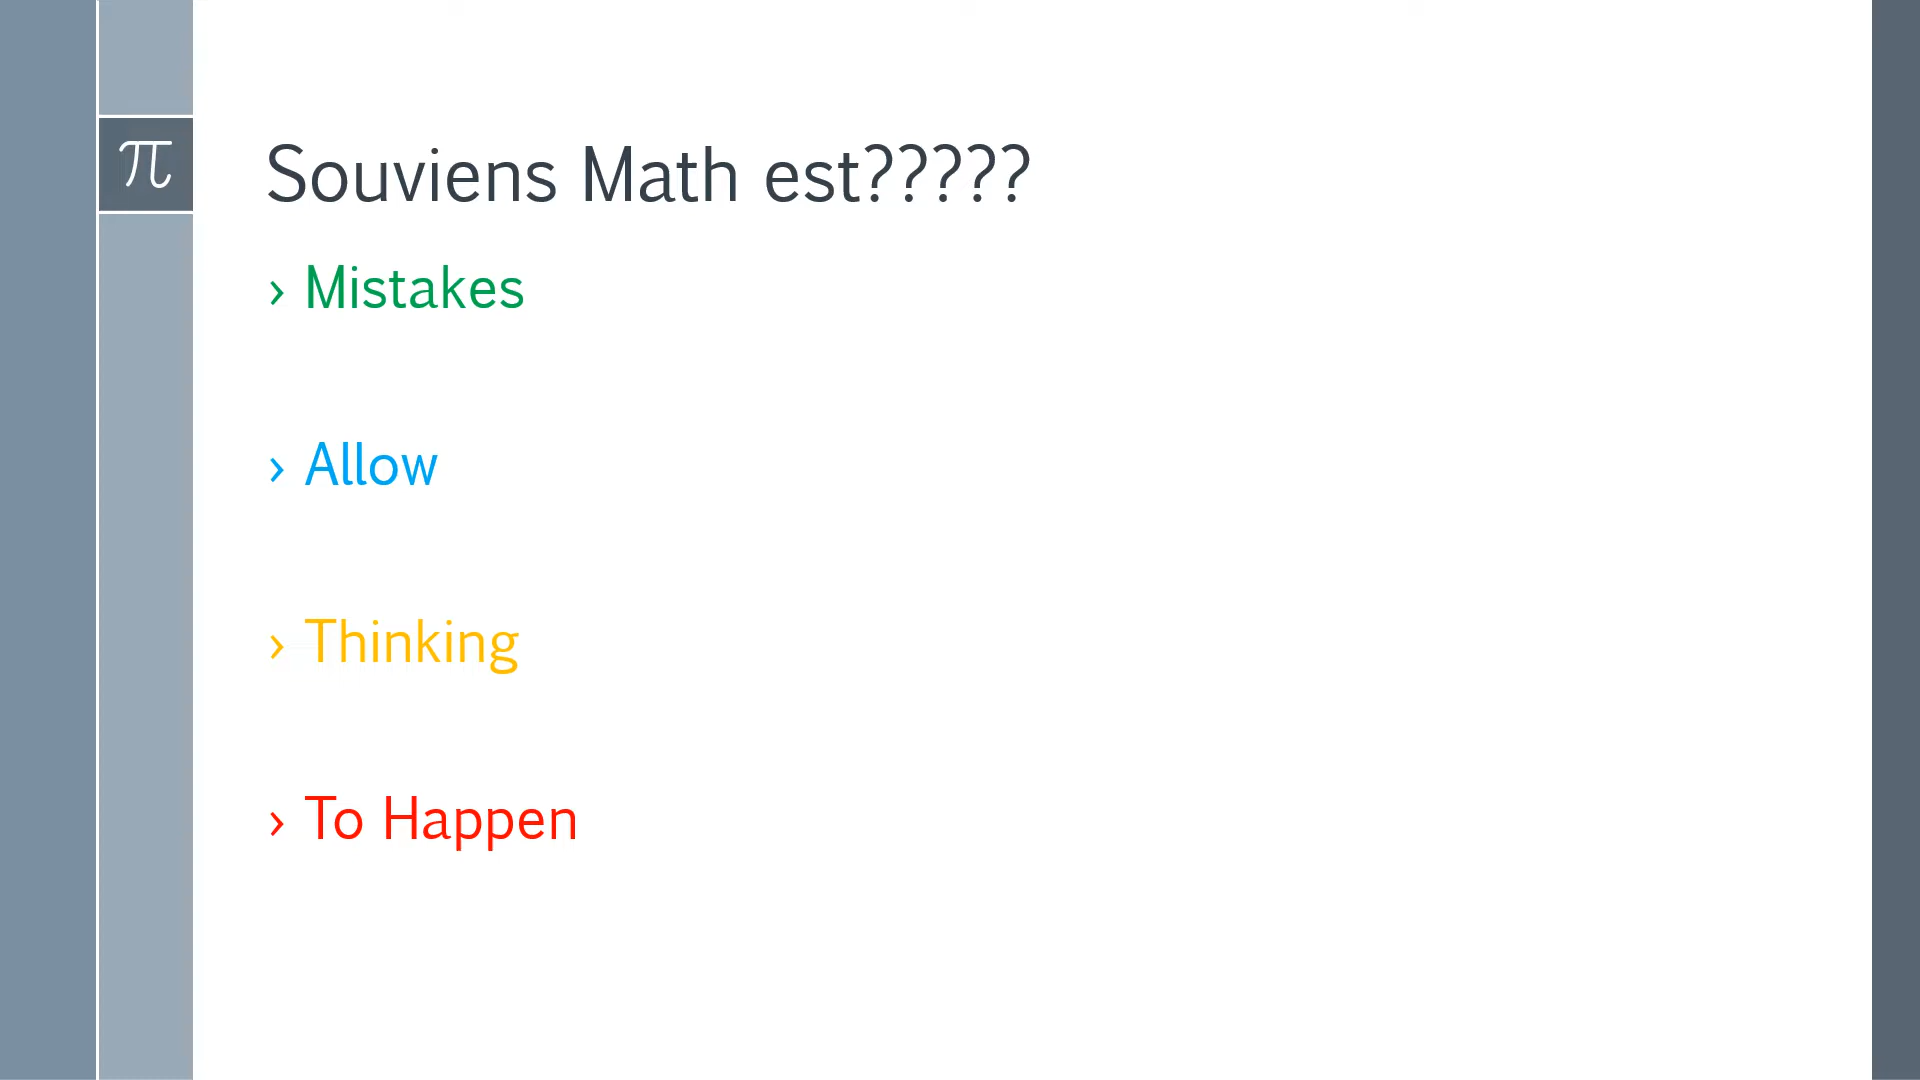 π
Souviens Math est?????
› Mistakes
› Allow
› Thinking
› To Happen